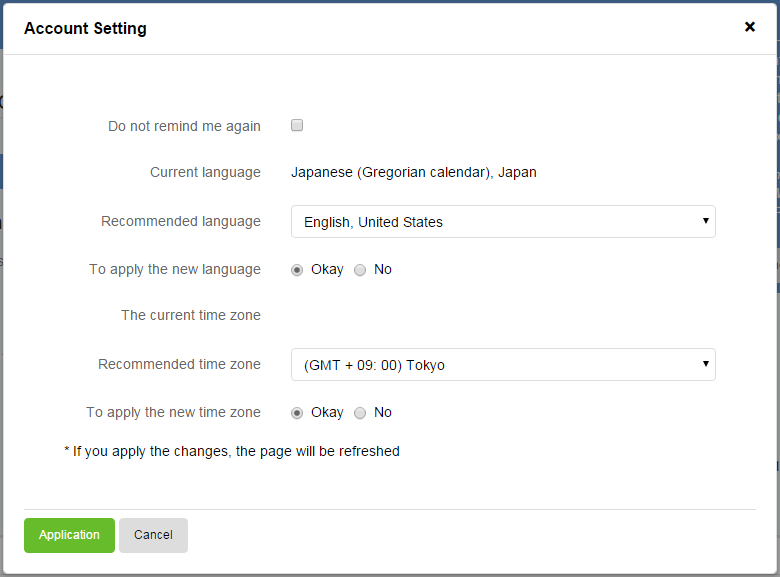 Account Setting
Do not remind me again
Current language Japanese (Gregorian calendar), Japan
Recommended language English, United States
To apply the new language Okay No
The current time zone
Recommended time zone (GMT + 09: 00) Tokyo
To apply the new time zone Okay No
* If you apply the changes, the page will be refreshed
Application Cancel